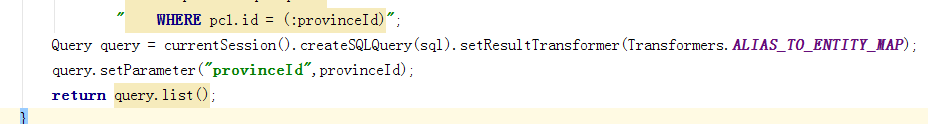 "     WHERE pcl.id = (:provinceId)";
Query query = currentSession().createSQLQuery(sql).setResultTransformer(Transformers.ALIAS_TO_ENTITY_MAP);
query.setParameter("provinceId",provinceId);
return query.list();
}